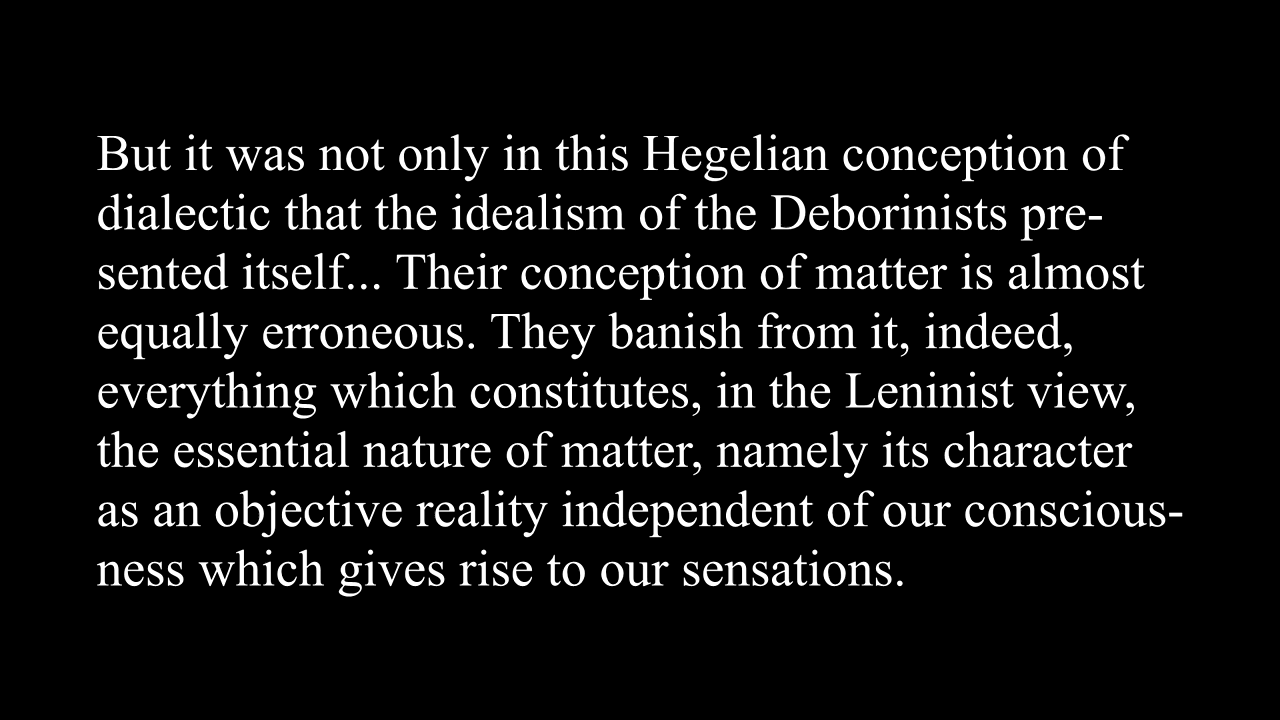 But it was not only in this Hegelian conception of
dialectic that the idealism of the Deborinists pre-
sented itself... Their conception of matter is almost
equally erroneous. They banish from it, indeed,
everything which constitutes, in the Leninist view,
the essential nature of matter, namely its character
as an objective reality independent of our conscious-
ness which gives rise to our sensations.